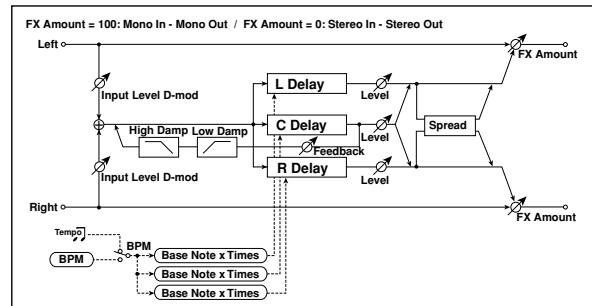 FX Amount = 100: Mono In - Mono Out / FX Amount = 0: Stereo In - Stereo Out
Left
FX Amount
Input Level D-mod
L Delay
Level
High Damp
Low Damp
C Delay
Level
Spread
Feedback
Input Level D-mod
R Delay
Level
Right
FX Amount
Tempo
BPM
BPM
Base Note x Times
Base Note x Times
Base Note x Times